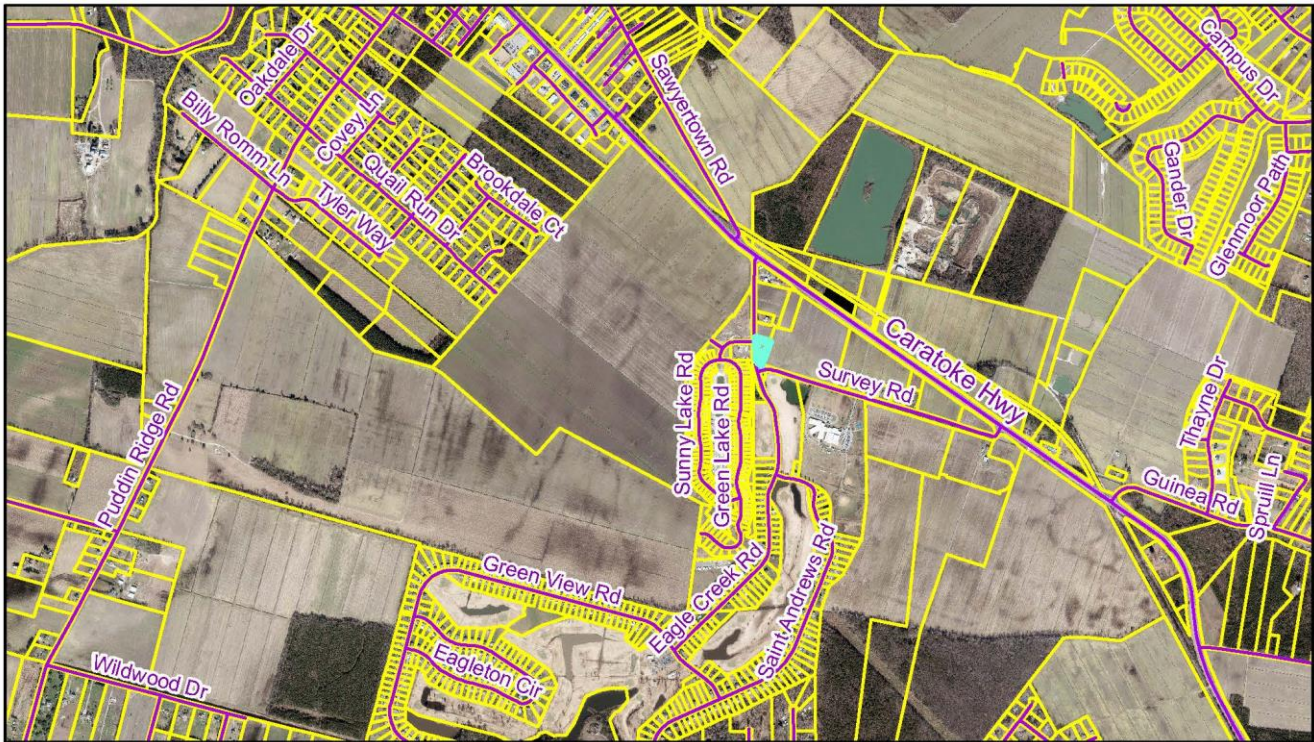 Oakdale Dr
Sawyertown Rd
Campus Dr
Covey Ln
Billy Romm Ln
Brookdale Ct
Quail Run Dr
Tyler Way
Gander Dr
Glenmoor Path
Caratoke Hwy
Sunny Lake Rd
Green Lake Rd
Survey Rd
Thayne Dr
Puddin Ridge Rd
Guinea Rd
Spruill Ln
Green View Rd
Eagle Creek Rd
Saint Andrews Rd
Eagleton Cir
Wildwood Dr